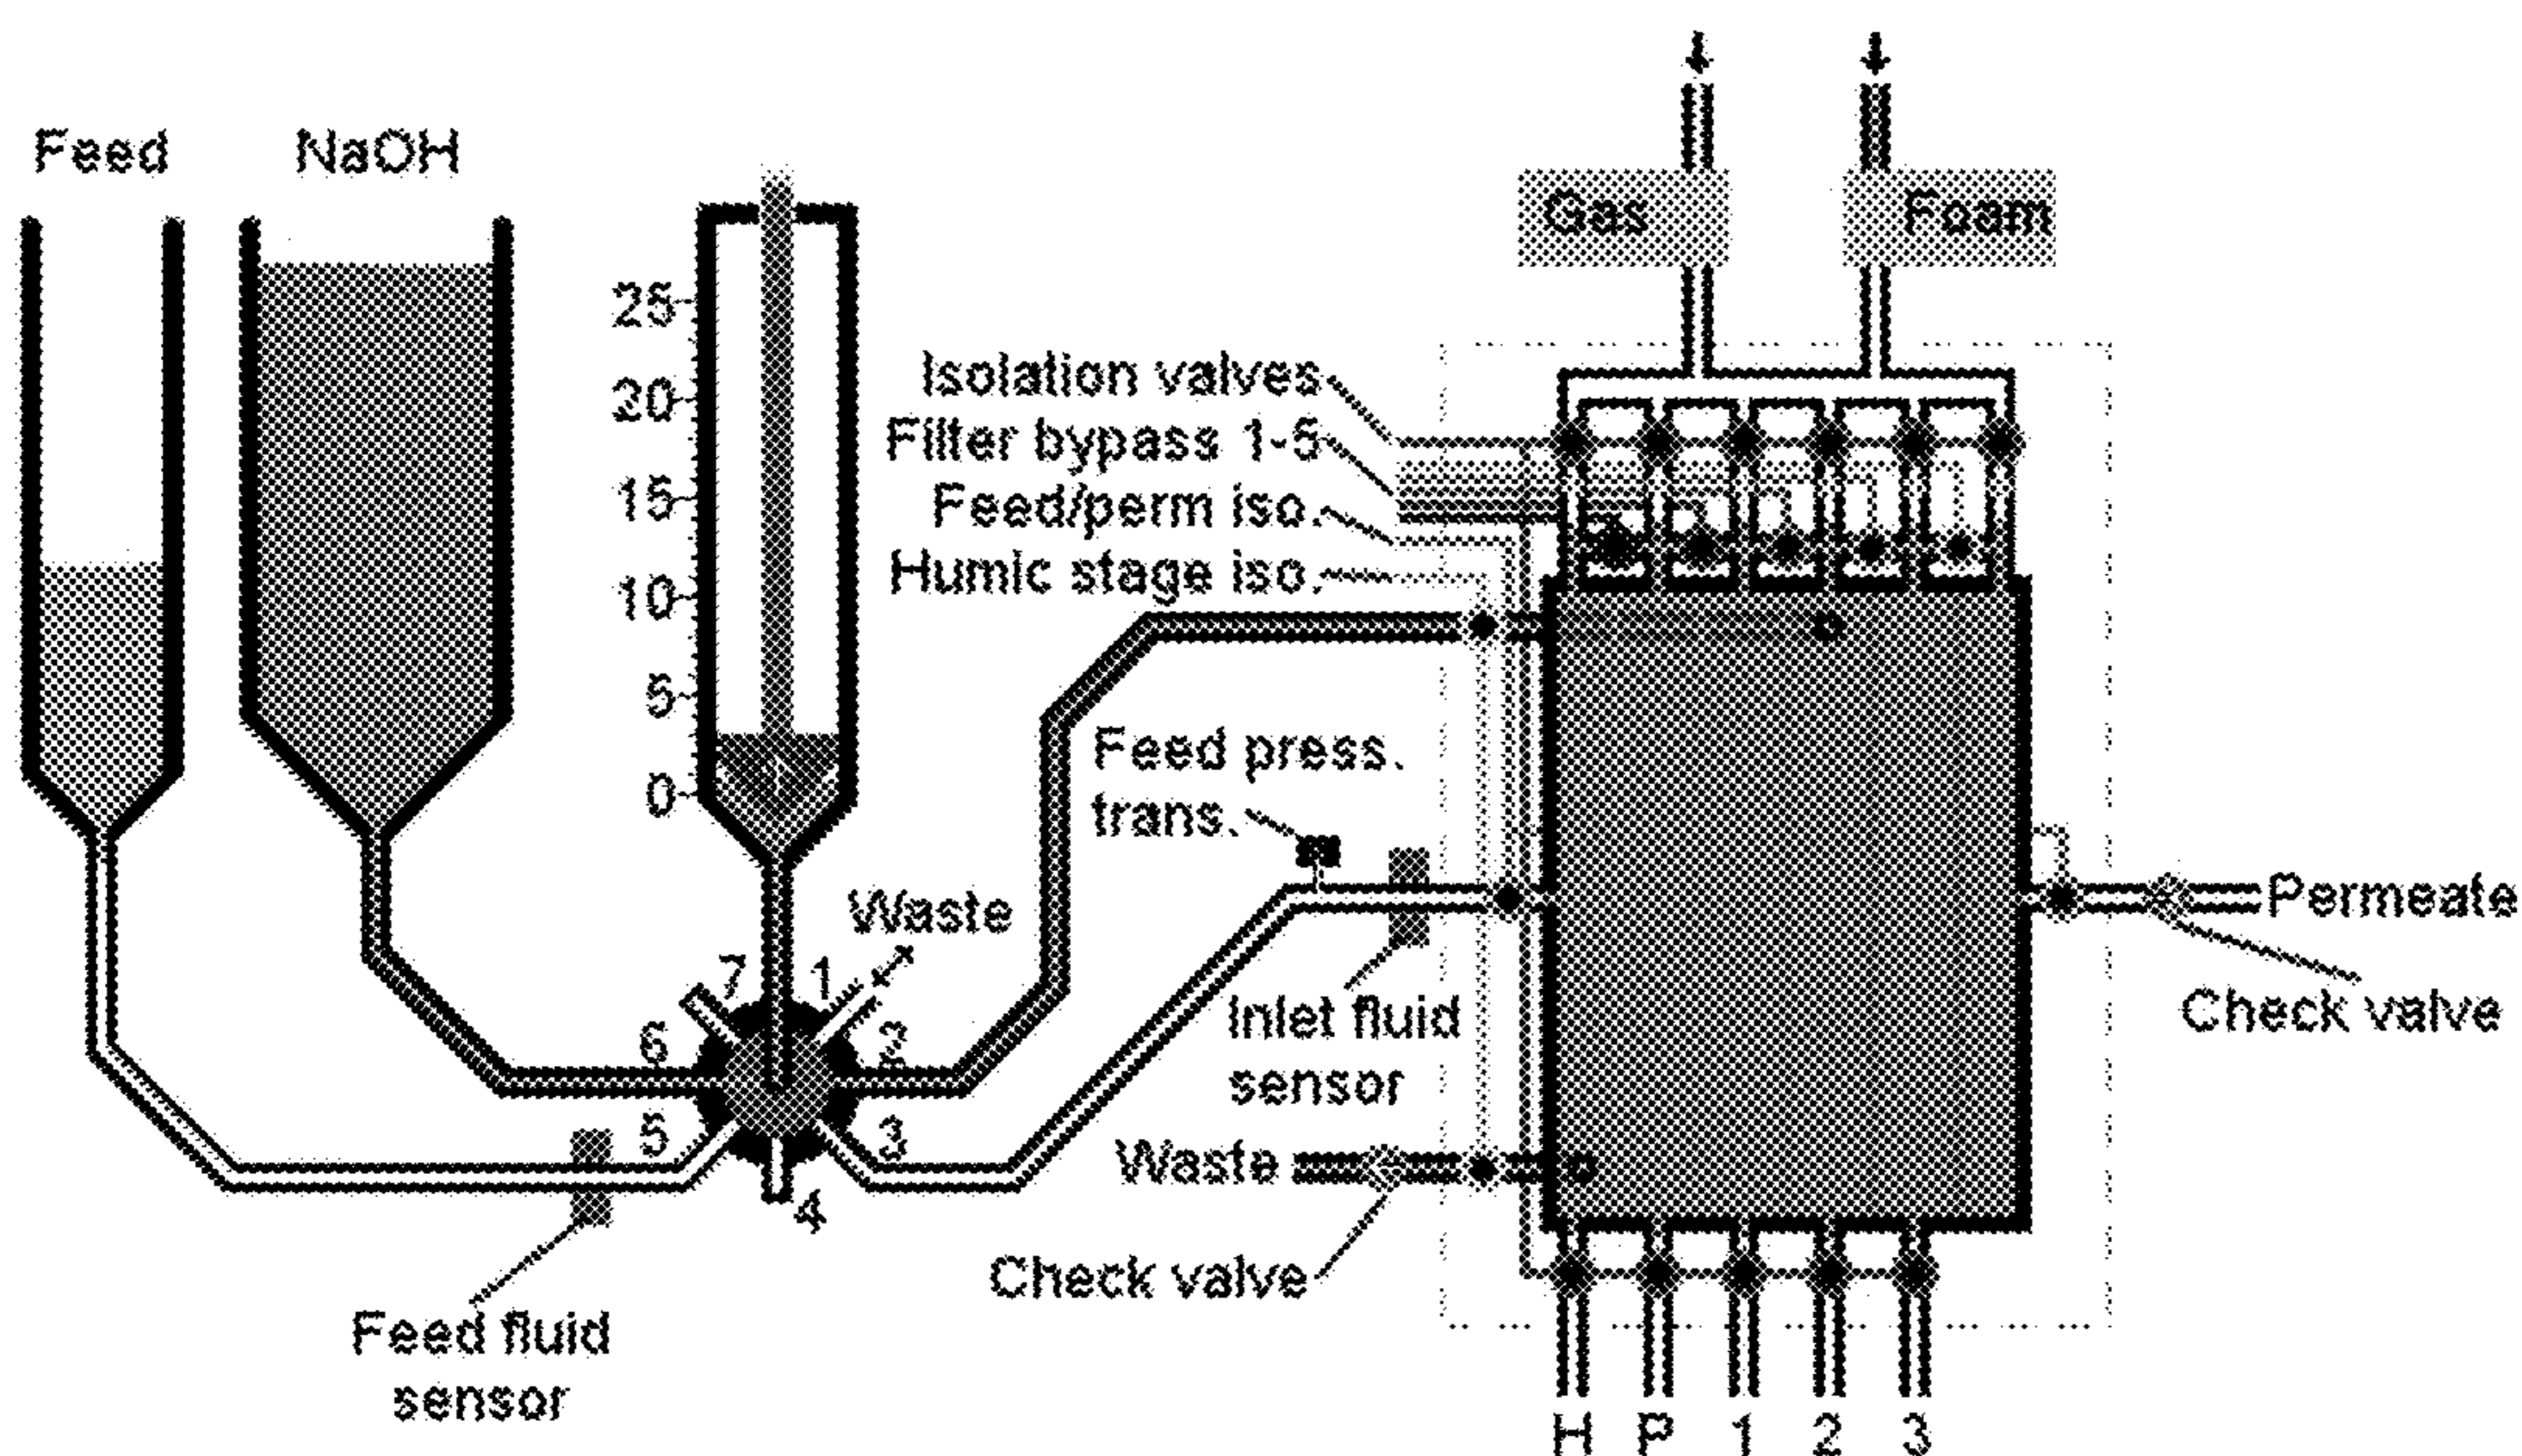 Feed
NaOH
Gas
Foam
25
20
15
10
5
0
Isolation valves
Filter bypass 1-5
Feed/perm iso.
Humic stage iso.
Feed press.
trans.
Waste
7
1
6
2
5
3
4
Inlet fluid
sensor
Permeate
Check valve
Waste
Check valve
Feed fluid
sensor
H P 1 2 3